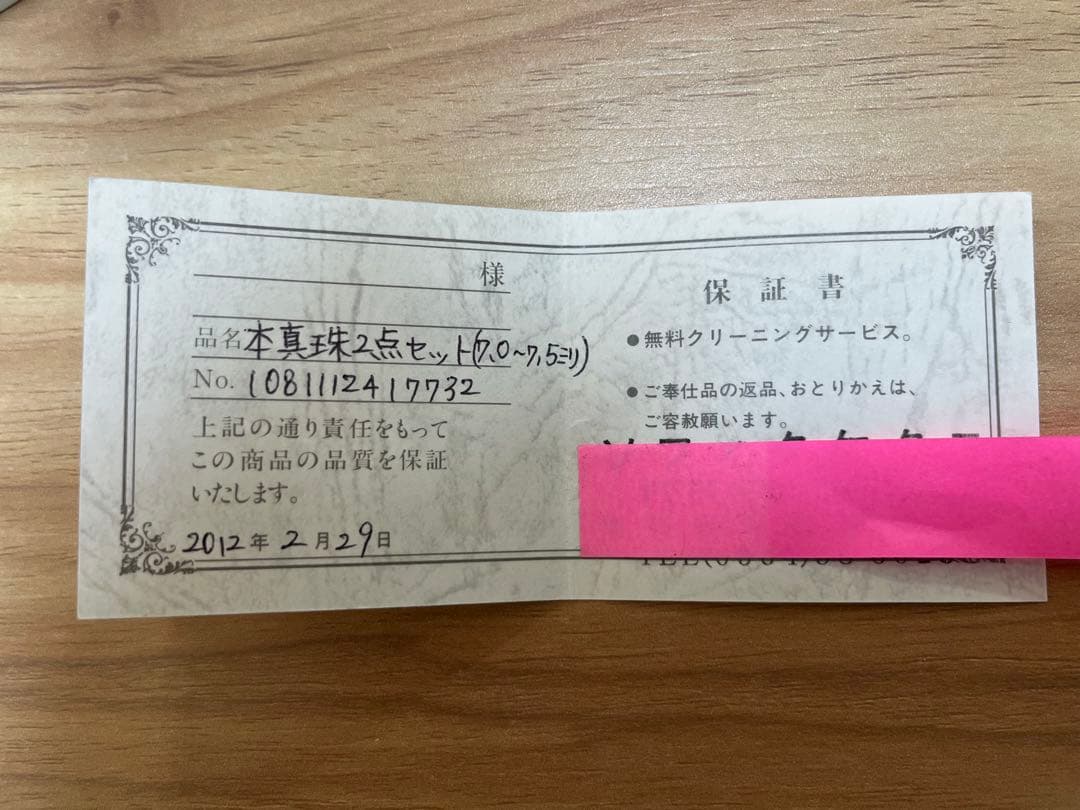 様
品名 本真珠2点セット(7.0~7.5ミリ)
No. 1081112417732
上記の通り責任をもって
この商品の品質を保証
いたします。
2012年2月29日
保証書
●無料クリーニングサービス。
●ご奉仕品の返品、おとりかえは、
ご容赦願います。